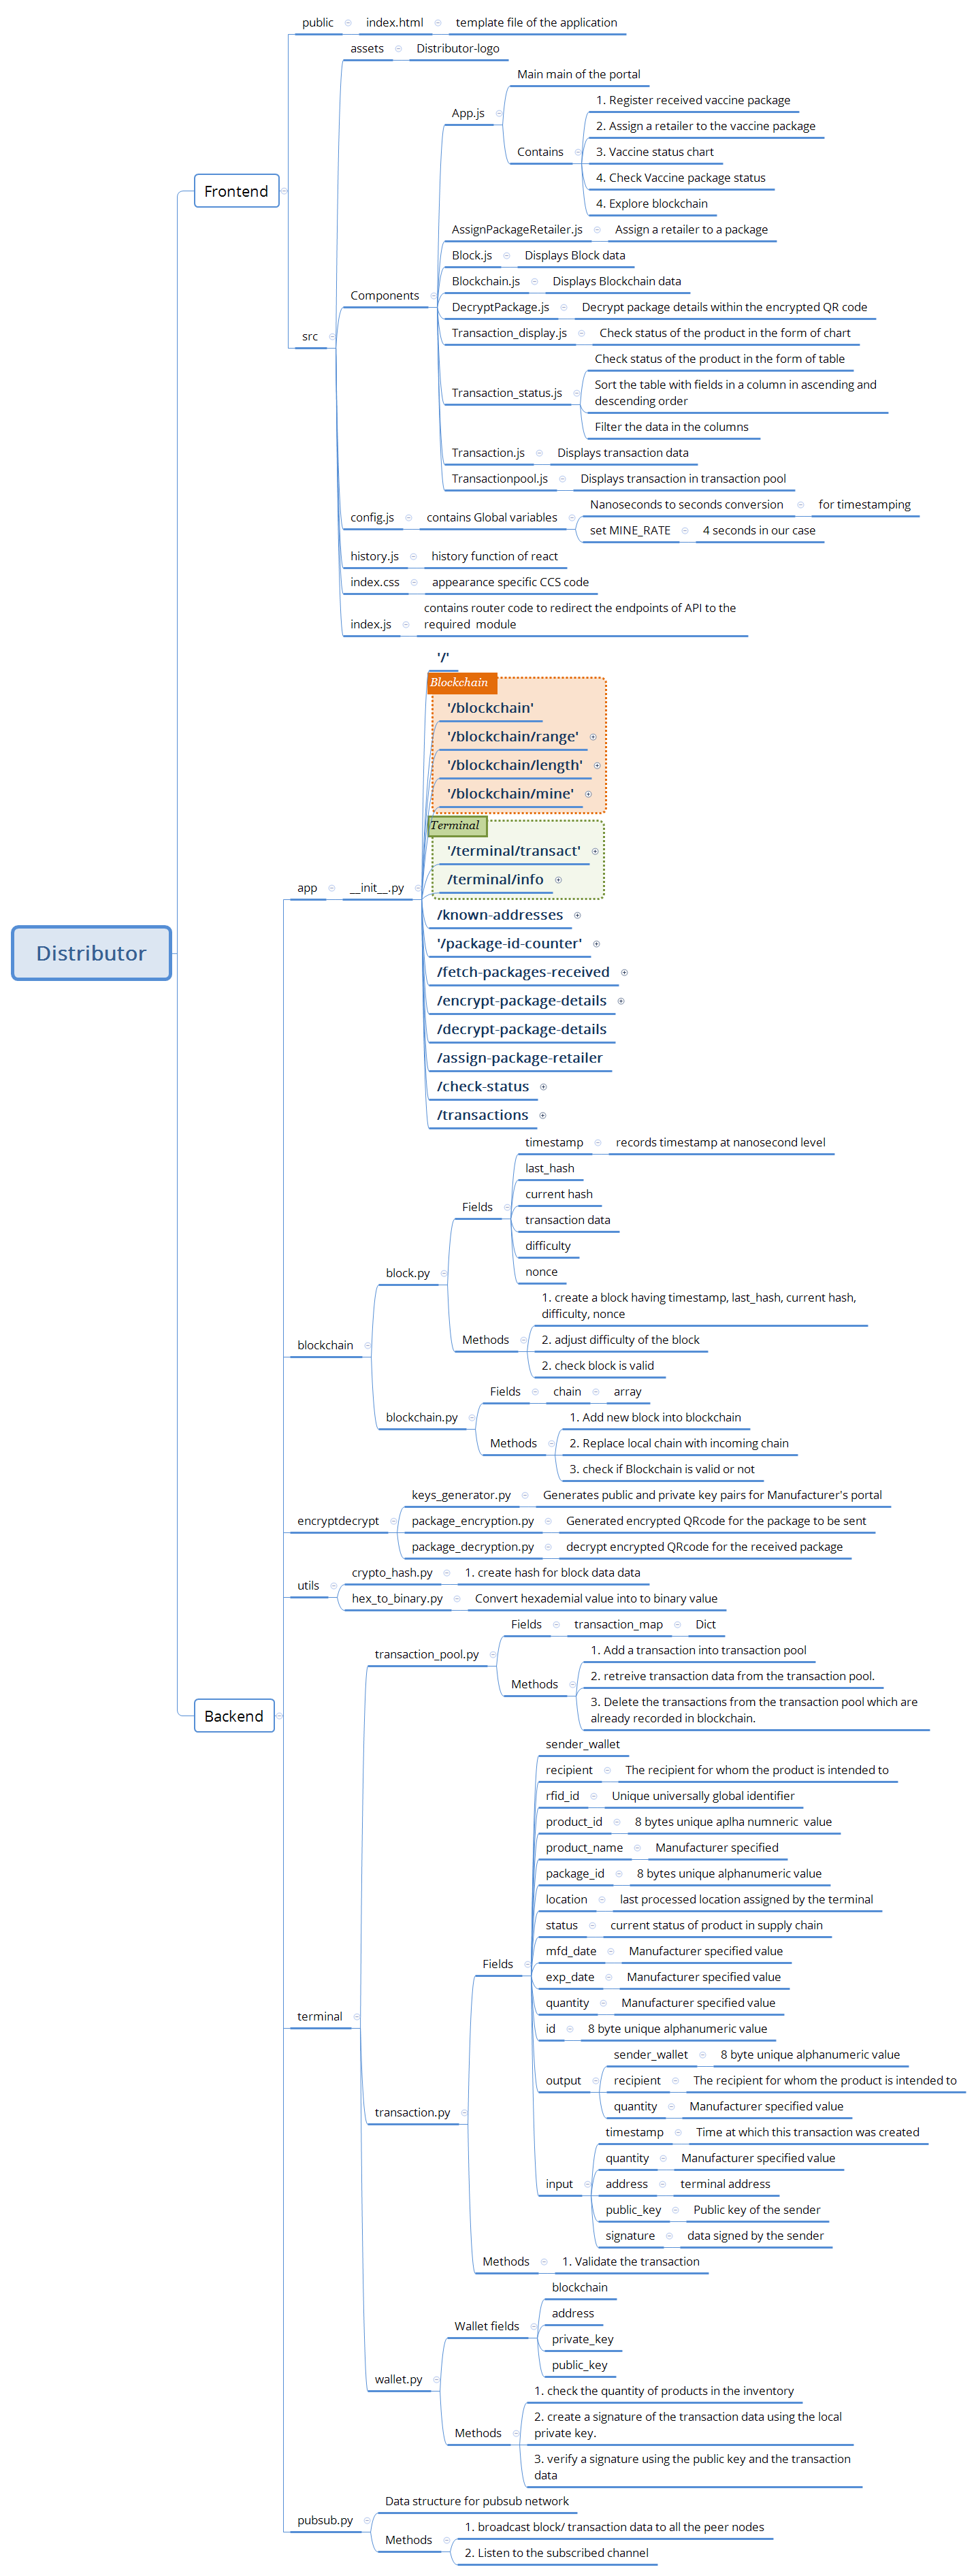 public
index.html
template file of the application
assets
Distributor-logo
Main main of the portal
App.js
1. Register received vaccine package
2. Assign a retailer to the vaccine package
Contains
3. Vaccine status chart
4. Check Vaccine package status
4. Explore blockchain
Frontend
AssignPackageRetailer.js
Assign a retailer to a package
Block.js
Displays Block data
Blockchain.js
Displays Blockchain data
Components
DecryptPackage.js
Decrypt package details within the encrypted QR code
src
Transaction_display.js
Check status of the product in the form of chart
Check status of the product in the form of table
Transaction_status.js
Sort the table with fields in a column in ascending and
descending order
Filter the data in the columns
Transaction.js
Displays transaction data
Transactionpool.js
Displays transaction in transaction pool
config.js
contains Global variables
Nanoseconds to seconds conversion
for timestamping
set MINE_RATE
4 seconds in our case
history.js
history function of react
index.css
appearance specific CCS code
index.js
contains router code to redirect the endpoints of API to the
required  module
'/'
Blockchain
'/blockchain'
'/blockchain/range'
'/blockchain/length'
'/blockchain/mine'
Terminal
'/terminal/transact'
/terminal/info
app
__init__.py
/known-addresses
'/package-id-counter'
Distributor
/fetch-packages-received
/encrypt-package-details
/decrypt-package-details
/assign-package-retailer
/check-status
/transactions
timestamp
records timestamp at nanosecond level
last_hash
current hash
Fields
transaction data
difficulty
nonce
block.py
1. create a block having timestamp, last_hash, current hash,
difficulty, nonce
Methods
2. adjust difficulty of the block
2. check block is valid
blockchain
Fields
chain
array
blockchain.py
1. Add new block into blockchain
Methods
2. Replace local chain with incoming chain
3. check if Blockchain is valid or not
keys_generator.py
Generates public and private key pairs for Manufacturer's portal
encryptdecrypt
package_encryption.py
Generated encrypted QRcode for the package to be sent
package_decryption.py
decrypt encrypted QRcode for the received package
utils
crypto_hash.py
1. create hash for block data data
hex_to_binary.py
Convert hexademial value into to binary value
Fields
transaction_map
Dict
transaction_pool.py
1. Add a transaction into transaction pool
Methods
2. retreive transaction data from the transaction pool.
3. Delete the transactions from the transaction pool which are
already recorded in blockchain.
Backend
sender_wallet
recipient
The recipient for whom the product is intended to
rfid_id
Unique universally global identifier
product_id
8 bytes unique aplha numneric  value
product_name
Manufacturer specified
package_id
8 bytes unique alphanumeric value
location
last processed location assigned by the terminal
status
current status of product in supply chain
Fields
mfd_date
Manufacturer specified value
exp_date
Manufacturer specified value
quantity
Manufacturer specified value
id
8 byte unique alphanumeric value
terminal
output
sender_wallet
8 byte unique alphanumeric value
recipient
The recipient for whom the product is intended to
quantity
Manufacturer specified value
transaction.py
input
timestamp
Time at which this transaction was created
quantity
Manufacturer specified value
address
terminal address
public_key
Public key of the sender
signature
data signed by the sender
Methods
1. Validate the transaction
Wallet fields
blockchain
address
private_key
public_key
wallet.py
Methods
1. check the quantity of products in the inventory
2. create a signature of the transaction data using the local
private key.
3. verify a signature using the public key and the transaction
data
pubsub.py
Data structure for pubsub network
Methods
1. broadcast block/ transaction data to all the peer nodes
2. Listen to the subscribed channel